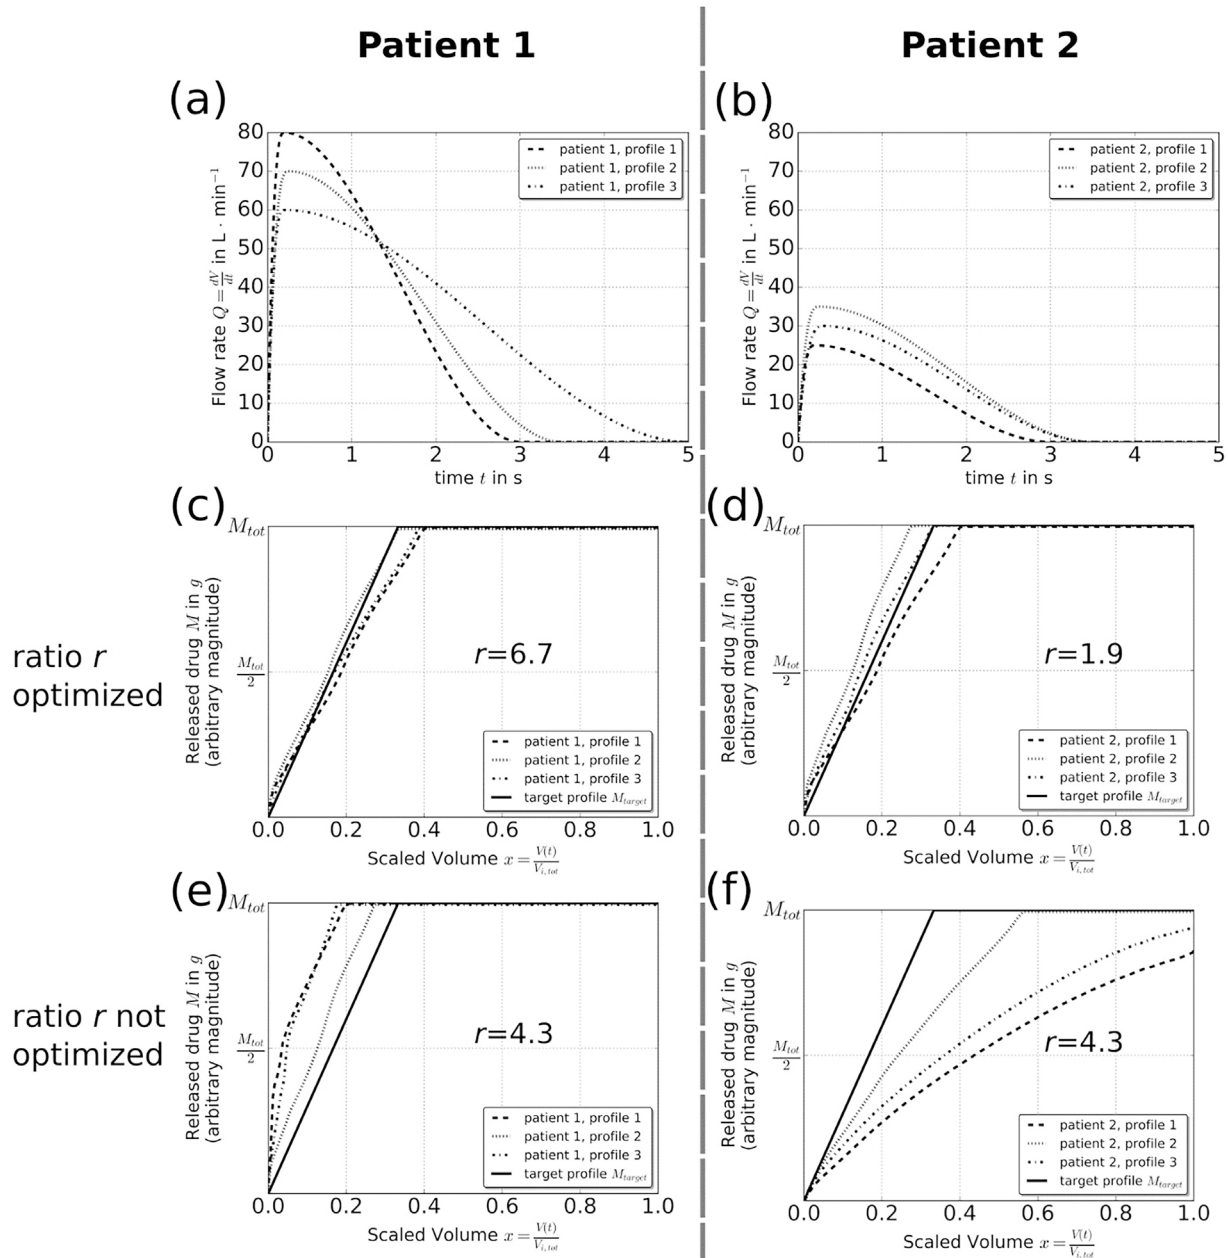 Patient 1
Patient 2
(a)
80
70
60
50
40
30
20
10
0
Flow rate Q = dV/dt in L · min⁻¹
patient 1, profile 1
patient 1, profile 2
patient 1, profile 3
0 1 2 3 4 5
time t in s
(b)
80
70
60
50
40
30
20
10
0
Flow rate Q = dV/dt in L · min⁻¹
patient 2, profile 1
patient 2, profile 2
patient 2, profile 3
0 1 2 3 4 5
time t in s
ratio r
optimized
(c)
M_tot
M_tot/2
Released drug M in g
(arbitrary magnitude)
r=6.7
patient 1, profile 1
patient 1, profile 2
patient 1, profile 3
target profile M_target
0.0 0.2 0.4 0.6 0.8 1.0
Scaled Volume x = V(t)/V_i,tot
(d)
M_tot
M_tot/2
Released drug M in g
(arbitrary magnitude)
r=1.9
patient 2, profile 1
patient 2, profile 2
patient 2, profile 3
target profile M_target
0.0 0.2 0.4 0.6 0.8 1.0
Scaled Volume x = V(t)/V_i,tot
ratio r not
optimized
(e)
M_tot
M_tot/2
Released drug M in g
(arbitrary magnitude)
r=4.3
patient 1, profile 1
patient 1, profile 2
patient 1, profile 3
target profile M_target
0.0 0.2 0.4 0.6 0.8 1.0
Scaled Volume x = V(t)/V_i,tot
(f)
M_tot
M_tot/2
Released drug M in g
(arbitrary magnitude)
r=4.3
patient 2, profile 1
patient 2, profile 2
patient 2, profile 3
target profile M_target
0.0 0.2 0.4 0.6 0.8 1.0
Scaled Volume x = V(t)/V_i,tot